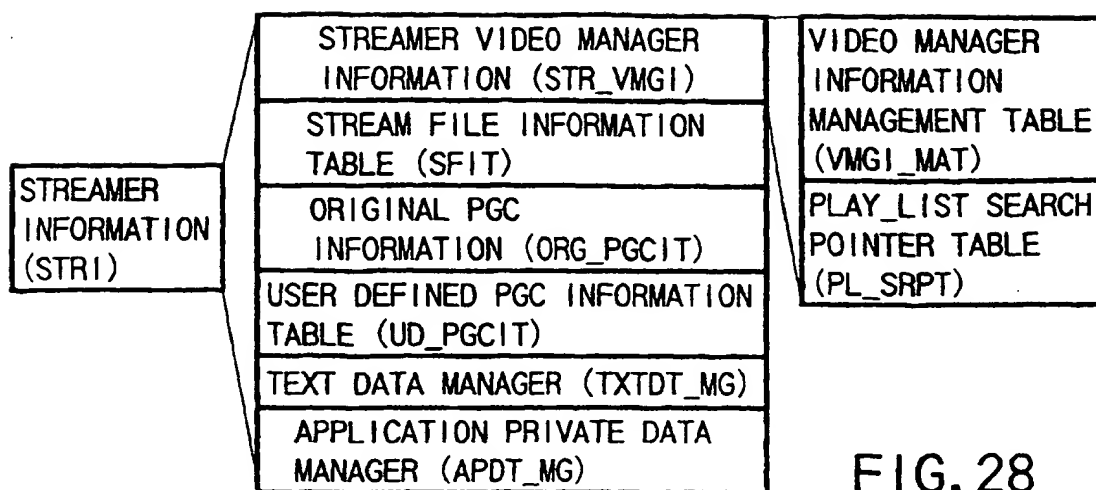 STREAMER
INFORMATION
(STRI)
STREAMER VIDEO MANAGER
INFORMATION (STR_VMGI)
STREAM FILE INFORMATION
TABLE (SFIT)
ORIGINAL PGC
INFORMATION (ORG_PGCIT)
USER DEFINED PGC INFORMATION
TABLE (UD_PGCIT)
TEXT DATA MANAGER (TXTDT_MG)
APPLICATION PRIVATE DATA
MANAGER (APDT_MG)
VIDEO MANAGER
INFORMATION
MANAGEMENT TABLE
(VMGI_MAT)
PLAY_LIST SEARCH
POINTER TABLE
(PL_SRPT)
FIG. 28